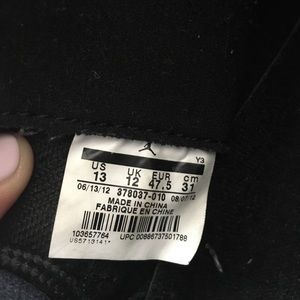 Y3
US UK EUR cm
13 12 47.5 31
06/13/12 378037-010 08/07/12
MADE IN CHINA
FABRIQUE EN CHINE
103657764 UPC 00886737501788
US5713141*